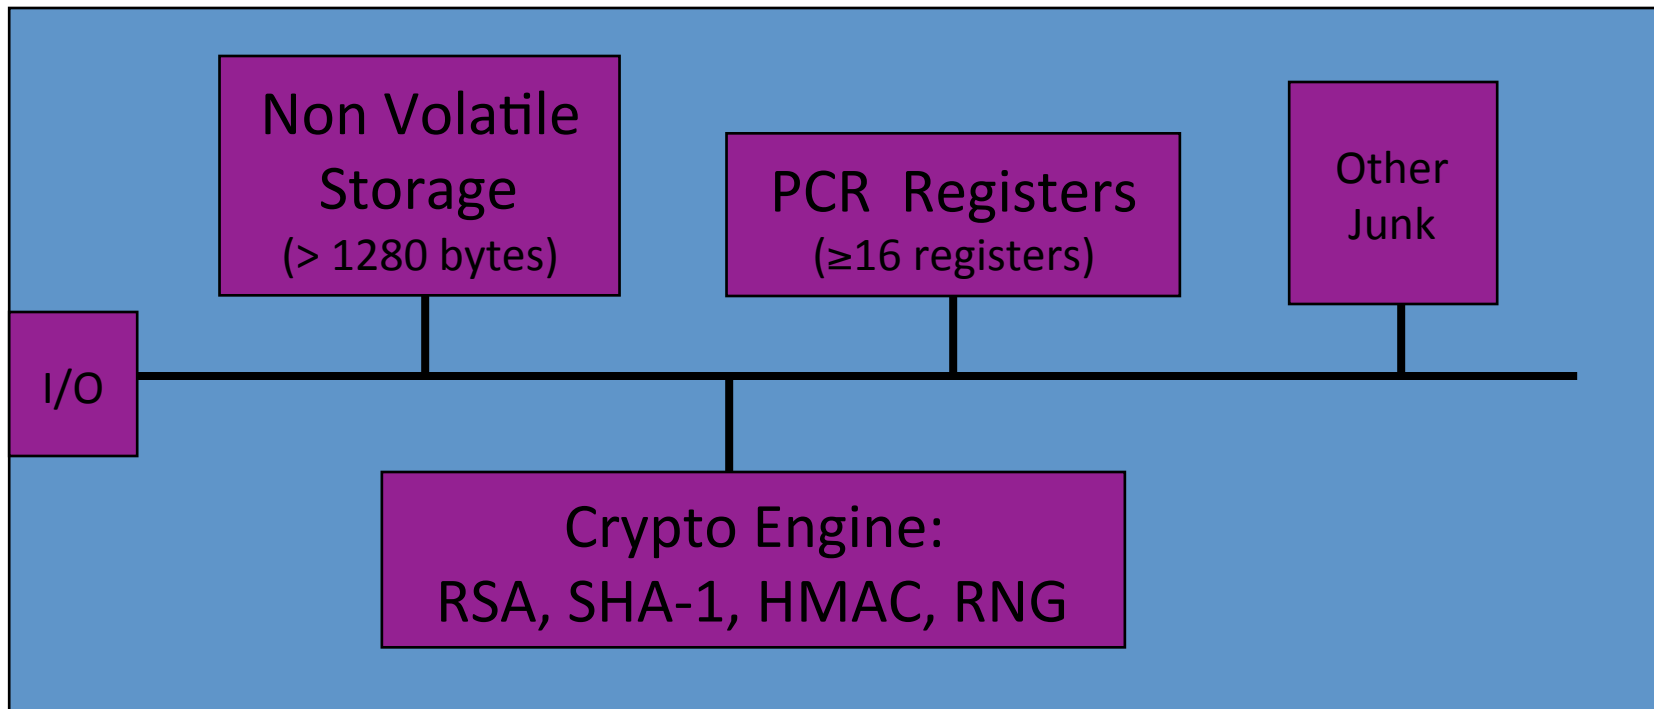 Non Volatile
Storage
(> 1280 bytes)
PCR  Registers
(≥16 registers)
Other
Junk
I/O
Crypto Engine:
RSA, SHA-1, HMAC, RNG